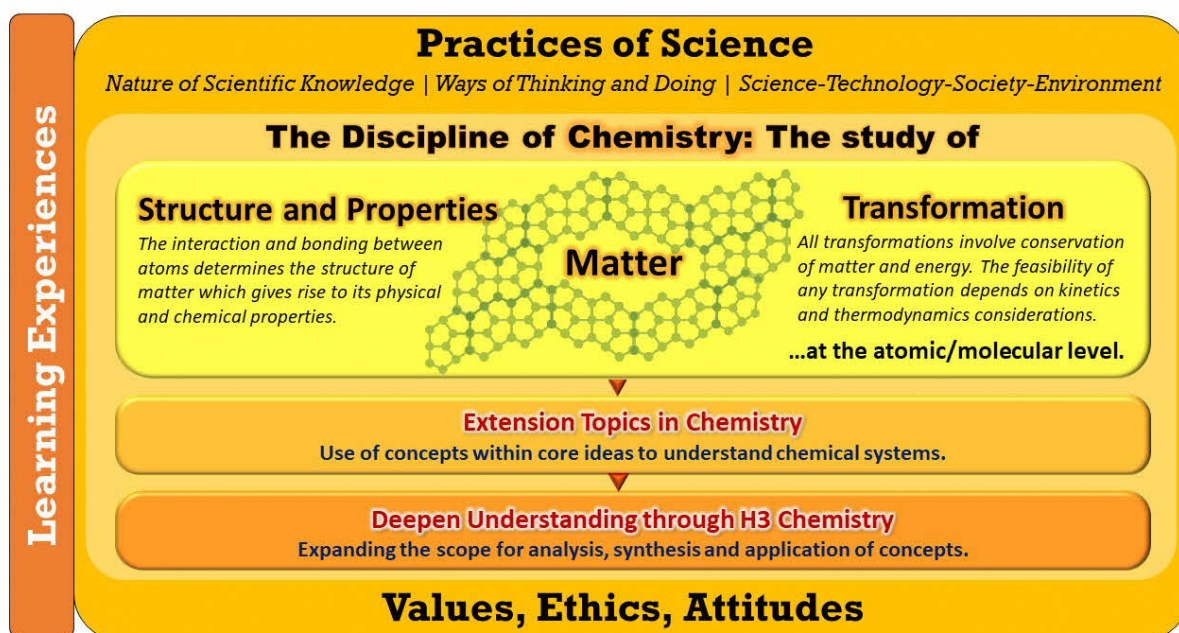 Learning Experiences
Practices of Science
Nature of Scientific Knowledge | Ways of Thinking and Doing | Science-Technology-Society-Environment
The Discipline of Chemistry: The study of
Structure and Properties
The interaction and bonding between
atoms determines the structure of
matter which gives rise to its physical
and chemical properties.
Matter
Transformation
All transformations involve conservation
of matter and energy. The feasibility of
any transformation depends on kinetics
and thermodynamics considerations.
...at the atomic/molecular level.
Extension Topics in Chemistry
Use of concepts within core ideas to understand chemical systems.
Deepen Understanding through H3 Chemistry
Expanding the scope for analysis, synthesis and application of concepts.
Values, Ethics, Attitudes